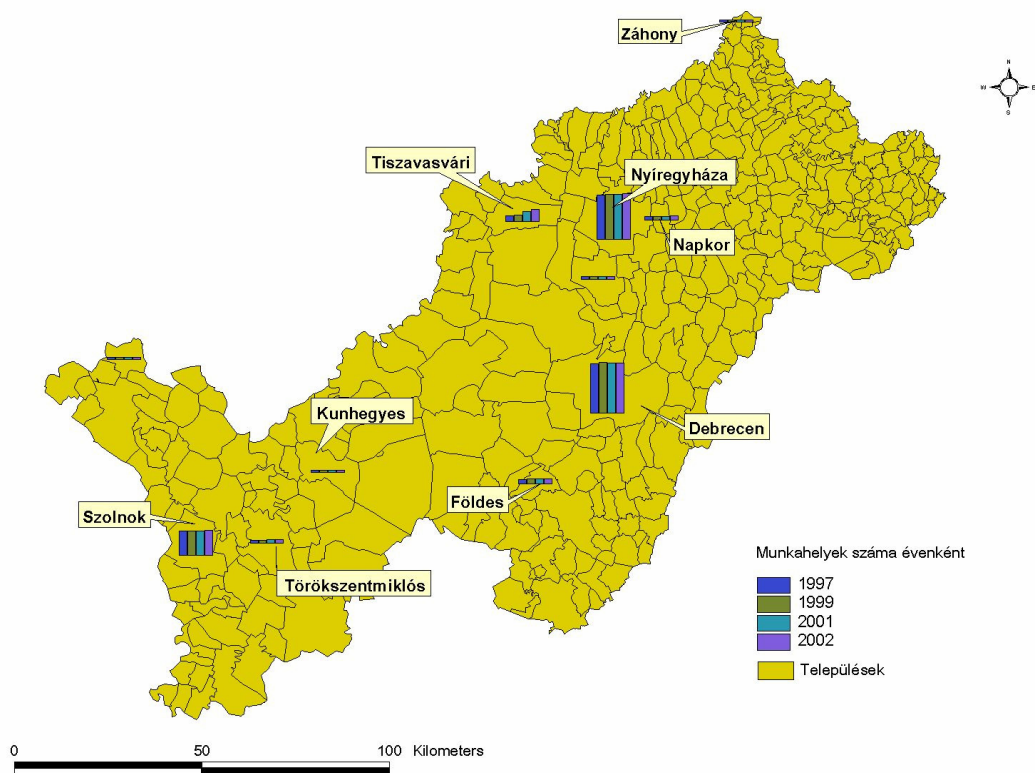 Záhony
N
W
E
S
Tiszavasvári
Nyíregyháza
Napkor
Kunhegyes
Debrecen
Földes
Szolnok
Törökszentmiklós
Munkahelyek száma évenként
1997
1999
2001
2002
Települések
0 50 100 Kilometers